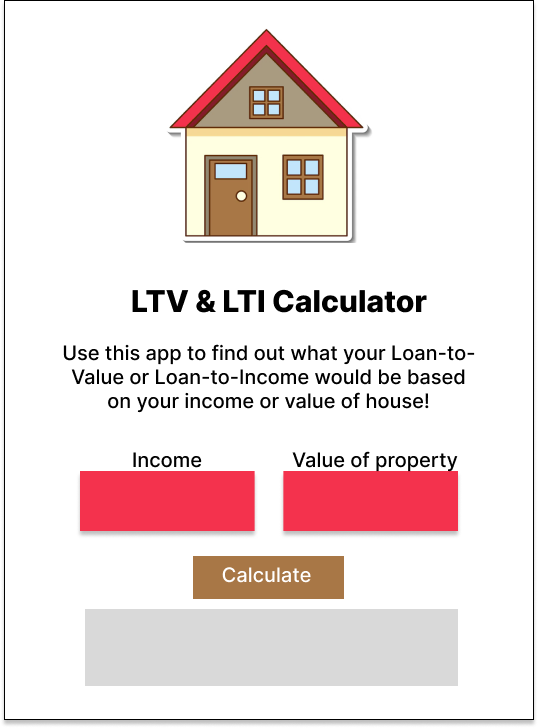 LTV & LTI Calculator
Use this app to find out what your Loan-to-
Value or Loan-to-Income would be based
on your income or value of house!
Income
Value of property
Calculate